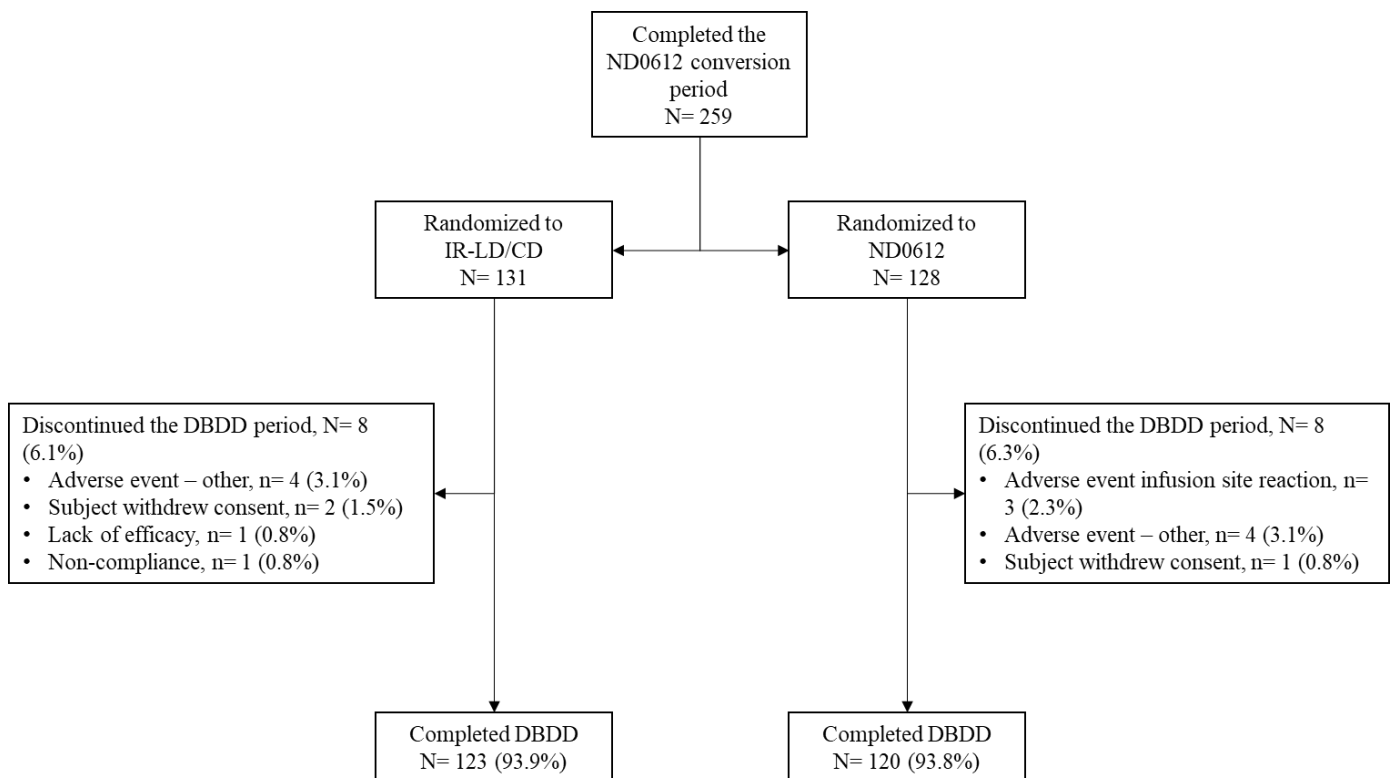 Completed the
ND0612 conversion
period
N= 259
Randomized to
IR-LD/CD
N= 131
Randomized to
ND0612
N= 128
Discontinued the DBDD period, N= 8
(6.1%)
• Adverse event – other, n= 4 (3.1%)
• Subject withdrew consent, n= 2 (1.5%)
• Lack of efficacy, n= 1 (0.8%)
• Non-compliance, n= 1 (0.8%)
Discontinued the DBDD period, N= 8
(6.3%)
• Adverse event infusion site reaction, n=
3 (2.3%)
• Adverse event – other, n= 4 (3.1%)
• Subject withdrew consent, n= 1 (0.8%)
Completed DBDD
N= 123 (93.9%)
Completed DBDD
N= 120 (93.8%)